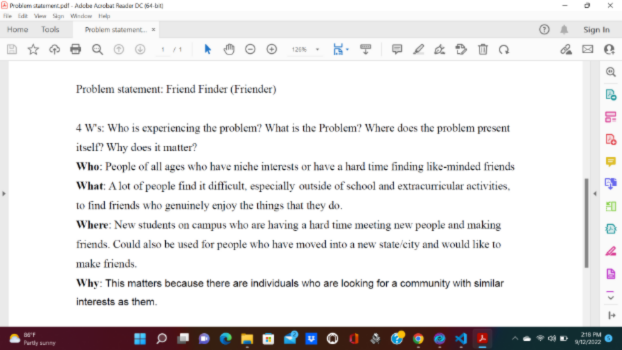 Problem statement.pdf - Adobe Acrobat Reader DC (64-bit)
File Edit View Sign Window Help
Home Tools Problem statement... × Sign In
1 / 1 126%
Problem statement: Friend Finder (Friender)
4 W's: Who is experiencing the problem? What is the Problem? Where does the problem present
itself? Why does it matter?
Who: People of all ages who have niche interests or have a hard time finding like-minded friends
What: A lot of people find it difficult, especially outside of school and extracurricular activities,
to find friends who genuinely enjoy the things that they do.
Where: New students on campus who are having a hard time meeting new people and making
friends. Could also be used for people who have moved into a new state/city and would like to
make friends.
Why: This matters because there are individuals who are looking for a community with similar
interests as them.
Partly sunny
2:16 PM
9/12/2022